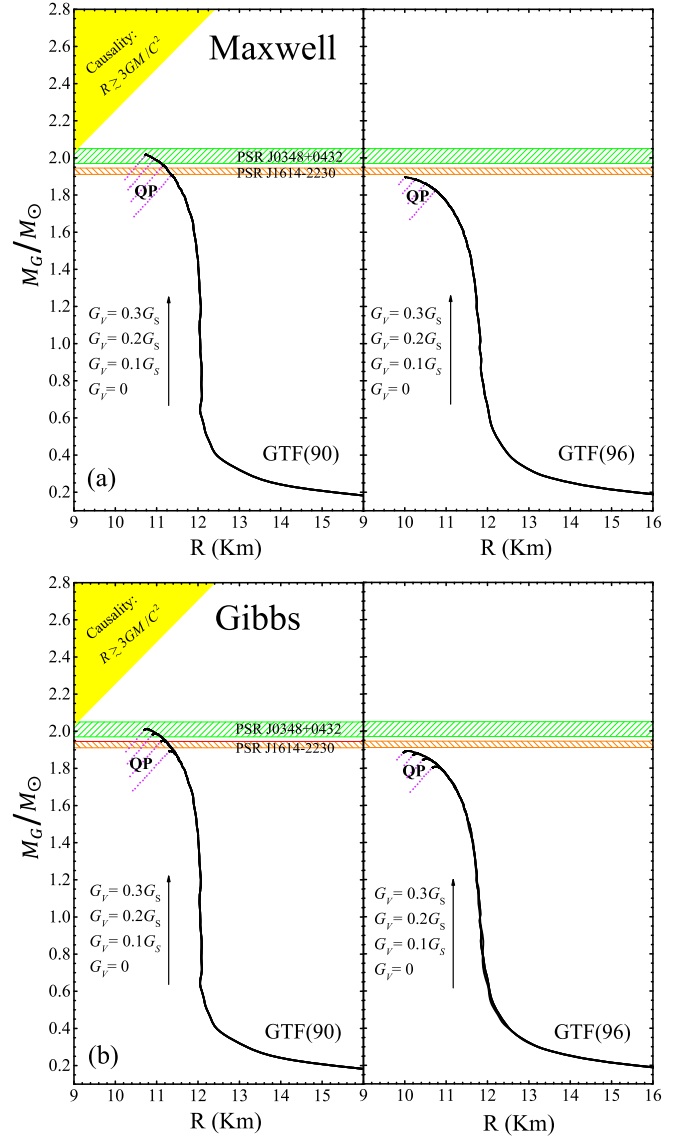 2.8
2.6
2.4
2.2
2.0
1.8
1.6
1.4
1.2
1.0
0.8
0.6
0.4
0.2
M_G/M_⊙
Causality:
R ≳ 3GM/C²
Maxwell
PSR J0348+0432
PSR J1614-2230
QP
QP
G_V= 0.3G_S
G_V= 0.2G_S
G_V= 0.1G_S
G_V= 0
G_V= 0.3G_S
G_V= 0.2G_S
G_V= 0.1G_S
G_V= 0
GTF(90)
GTF(96)
(a)
9 10 11 12 13 14 15 9 10 11 12 13 14 15 16
R (Km) R (Km)
2.8
2.6
2.4
2.2
2.0
1.8
1.6
1.4
1.2
1.0
0.8
0.6
0.4
0.2
M_G/M_⊙
Causality:
R ≳ 3GM/C²
Gibbs
PSR J0348+0432
PSR J1614-2230
QP
QP
G_V= 0.3G_S
G_V= 0.2G_S
G_V= 0.1G_S
G_V= 0
G_V= 0.3G_S
G_V= 0.2G_S
G_V= 0.1G_S
G_V= 0
GTF(90)
GTF(96)
(b)
9 10 11 12 13 14 15 9 10 11 12 13 14 15 16
R (Km) R (Km)